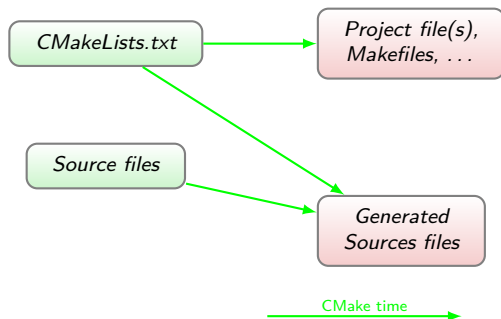 CMakeLists.txt
Project file(s),
Makefiles, . . .
Source files
Generated
Sources files
CMake time